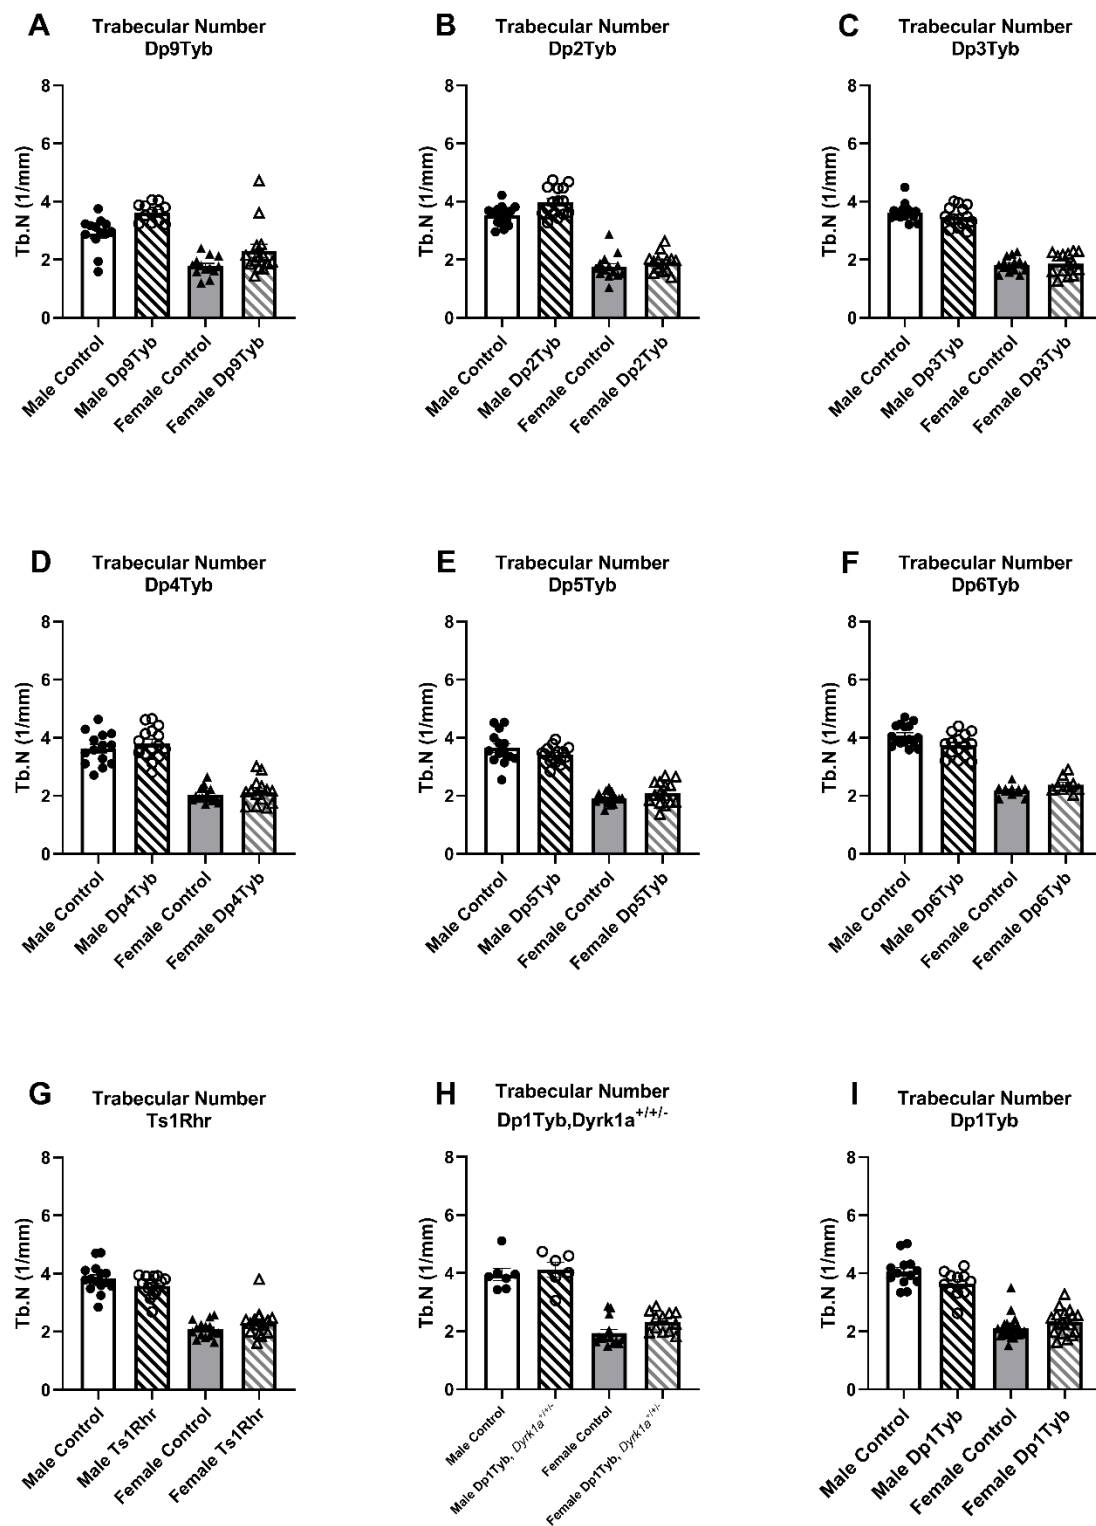 A
Trabecular Number
Dp9Tyb
Tb.N (1/mm)
8
6
4
2
0
Male Control
Male Dp9Tyb
Female Control
Female Dp9Tyb
B
Trabecular Number
Dp2Tyb
Tb.N (1/mm)
8
6
4
2
0
Male Control
Male Dp2Tyb
Female Control
Female Dp2Tyb
C
Trabecular Number
Dp3Tyb
Tb.N (1/mm)
8
6
4
2
0
Male Control
Male Dp3Tyb
Female Control
Female Dp3Tyb
D
Trabecular Number
Dp4Tyb
Tb.N (1/mm)
8
6
4
2
0
Male Control
Male Dp4Tyb
Female Control
Female Dp4Tyb
E
Trabecular Number
Dp5Tyb
Tb.N (1/mm)
8
6
4
2
0
Male Control
Male Dp5Tyb
Female Control
Female Dp5Tyb
F
Trabecular Number
Dp6Tyb
Tb.N (1/mm)
8
6
4
2
0
Male Control
Male Dp6Tyb
Female Control
Female Dp6Tyb
G
Trabecular Number
Ts1Rhr
Tb.N (1/mm)
8
6
4
2
0
Male Control
Male Ts1Rhr
Female Control
Female Ts1Rhr
H
Trabecular Number
Dp1Tyb,Dyrk1a+/+/-
Tb.N (1/mm)
8
6
4
2
0
Male Control
Male Dp1Tyb, Dyrk1a+/+/-
Female Control
Female Dp1Tyb, Dyrk1a+/+/-
I
Trabecular Number
Dp1Tyb
Tb.N (1/mm)
8
6
4
2
0
Male Control
Male Dp1Tyb
Female Control
Female Dp1Tyb